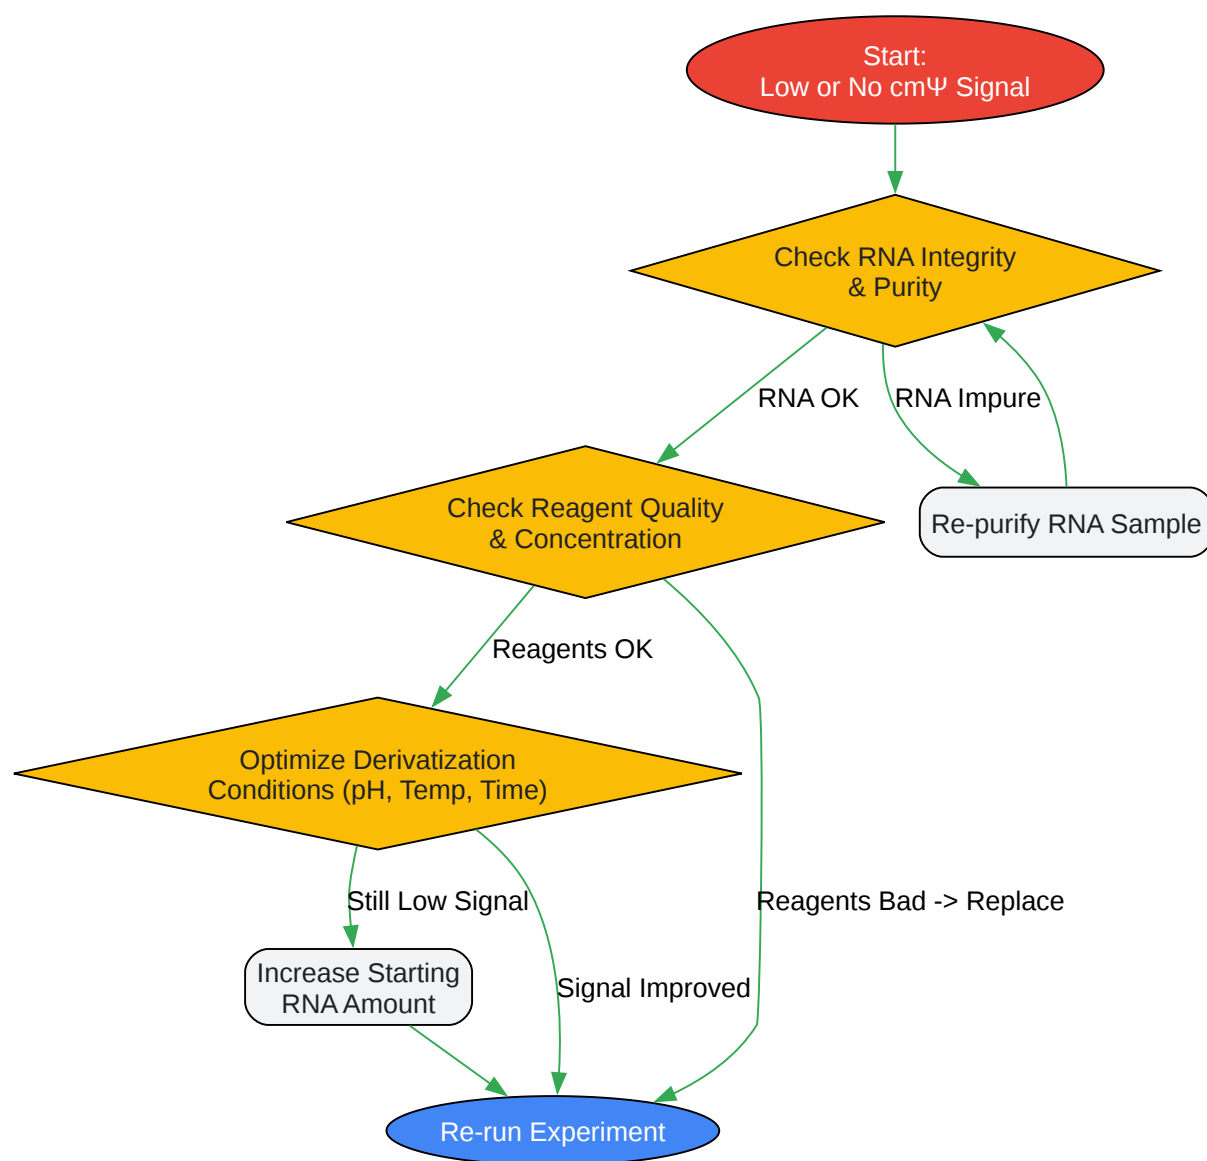 Start:
Low or No cmΨ Signal
Check RNA Integrity
& Purity
RNA OK
RNA Impure
Check Reagent Quality
& Concentration
Re-purify RNA Sample
Reagents OK
Optimize Derivatization
Conditions (pH, Temp, Time)
Still Low Signal
Reagents Bad -> Replace
Increase Starting
RNA Amount
Signal Improved
Re-run Experiment